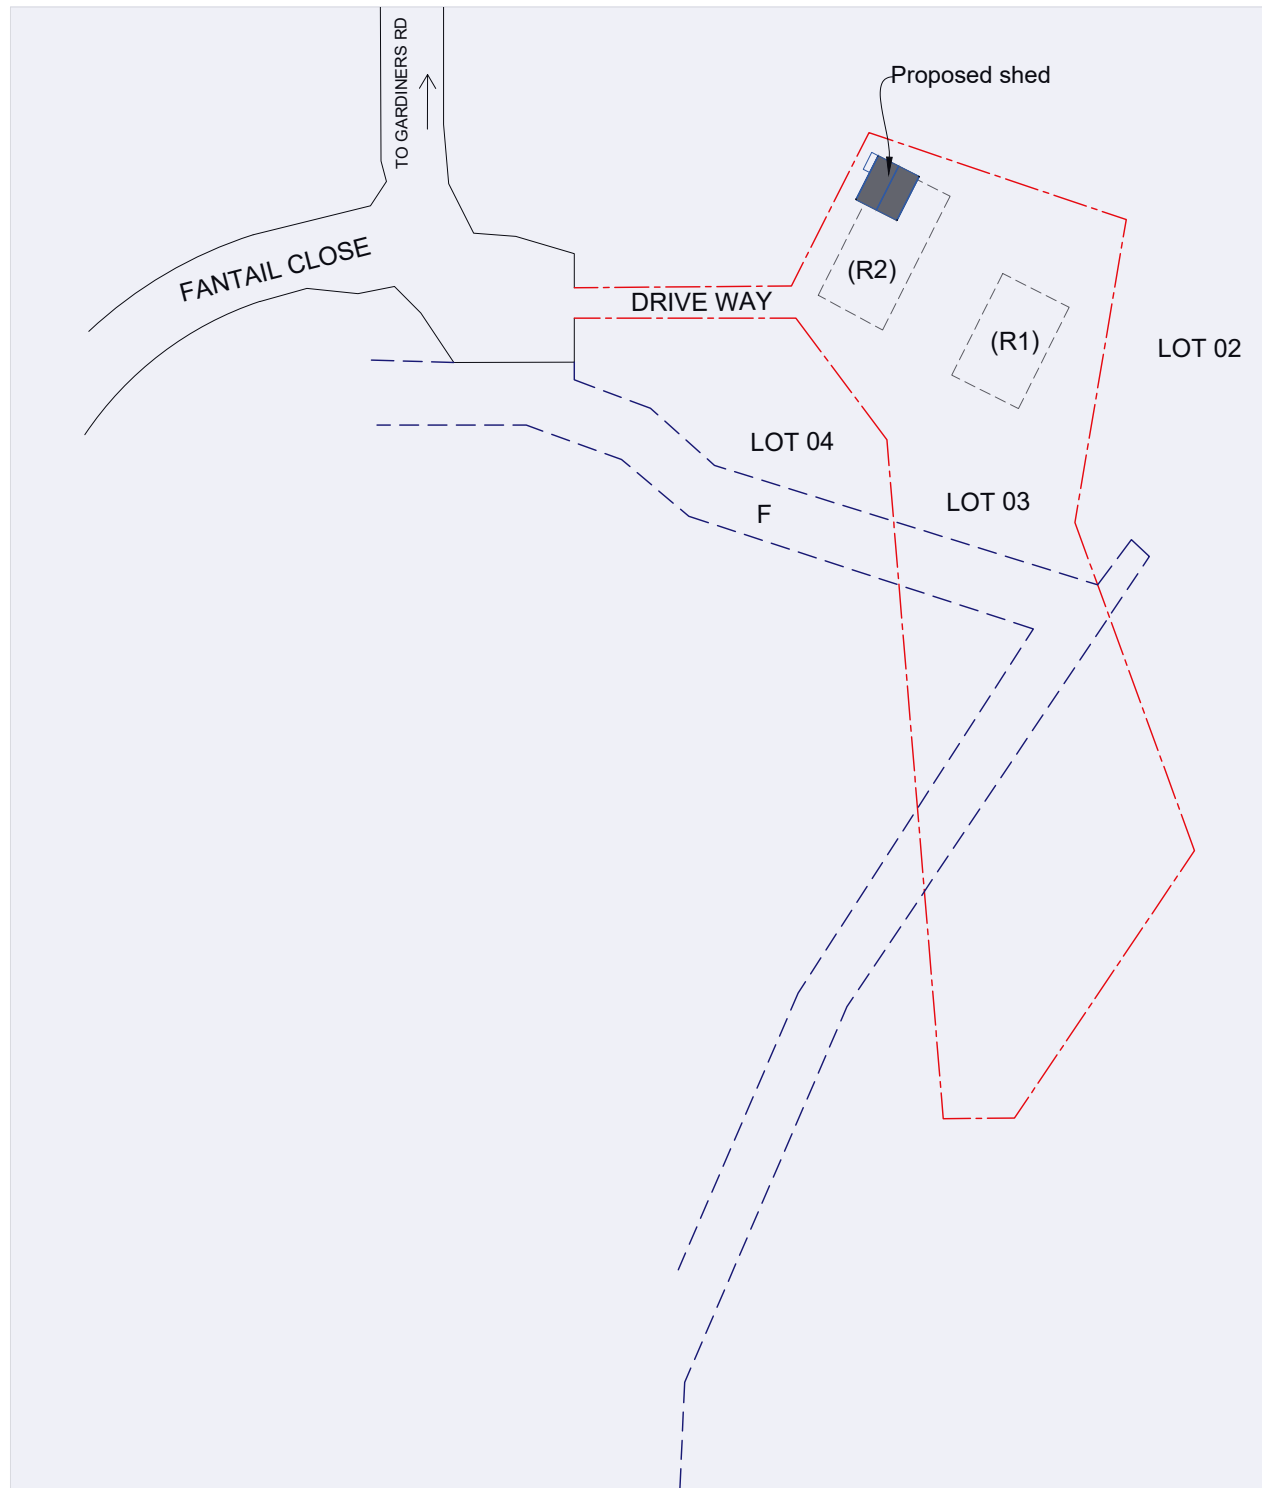 TO GARDINERS RD
Proposed shed
FANTAIL CLOSE
(R2)
DRIVE WAY
(R1)
LOT 02
LOT 04
LOT 03
F